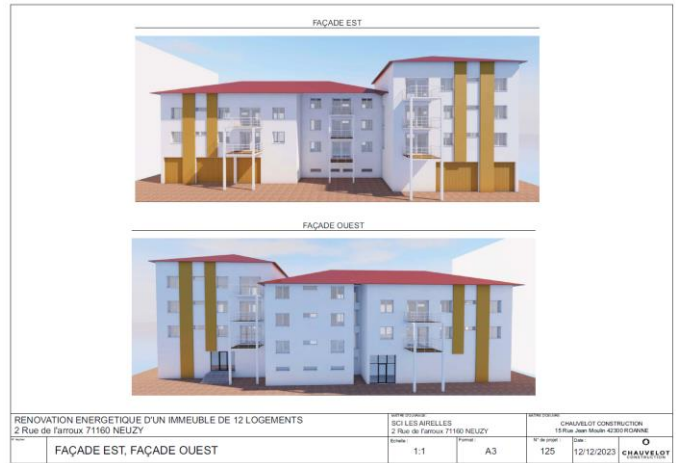 FAÇADE EST
FAÇADE OUEST
RENOVATION ENERGETIQUE D'UN IMMEUBLE DE 12 LOGEMENTS
2 Rue de l'arroux 71160 NEUZY
SCI LES AIRELLES
2 Rue de l'arroux 71160 NEUZY
CHAUVELOT CONSTRUCTION
15 Rue Jean Moulin 42300 ROANNE
FAÇADE EST, FAÇADE OUEST
Echelle :
1:1
Format :
A3
N° de projet :
125
Date :
12/12/2023
CHAUVELOT
CONSTRUCTION